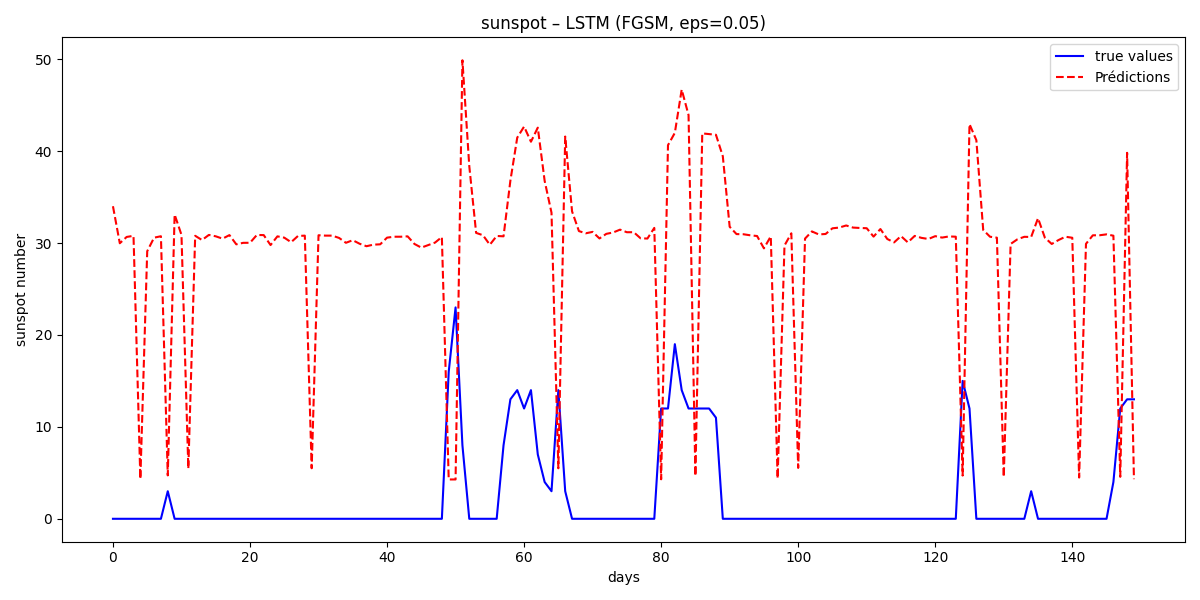 sunspot – LSTM (FGSM, eps=0.05)
true values
Prédictions
sunspot number
50
40
30
20
10
0
0 20 40 60 80 100 120 140
days